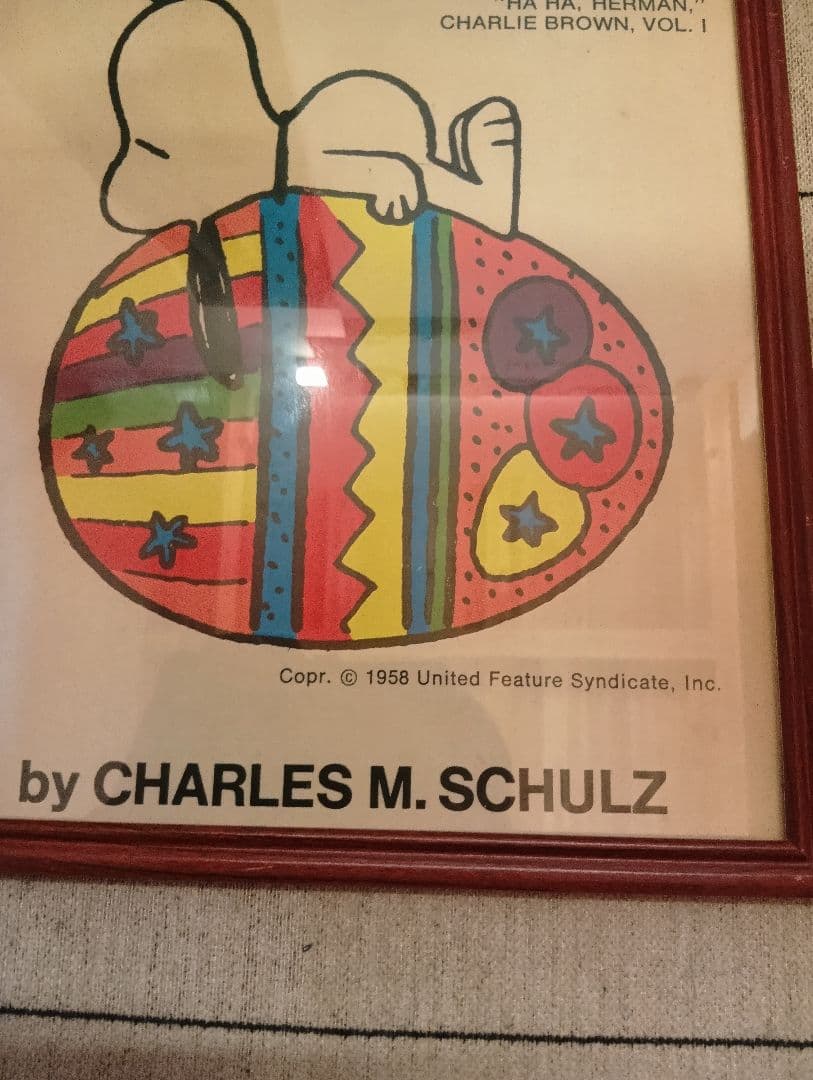 "HA HA, HERMAN,"
CHARLIE BROWN, VOL. I
Copr. © 1958 United Feature Syndicate, Inc.
by CHARLES M. SCHULZ